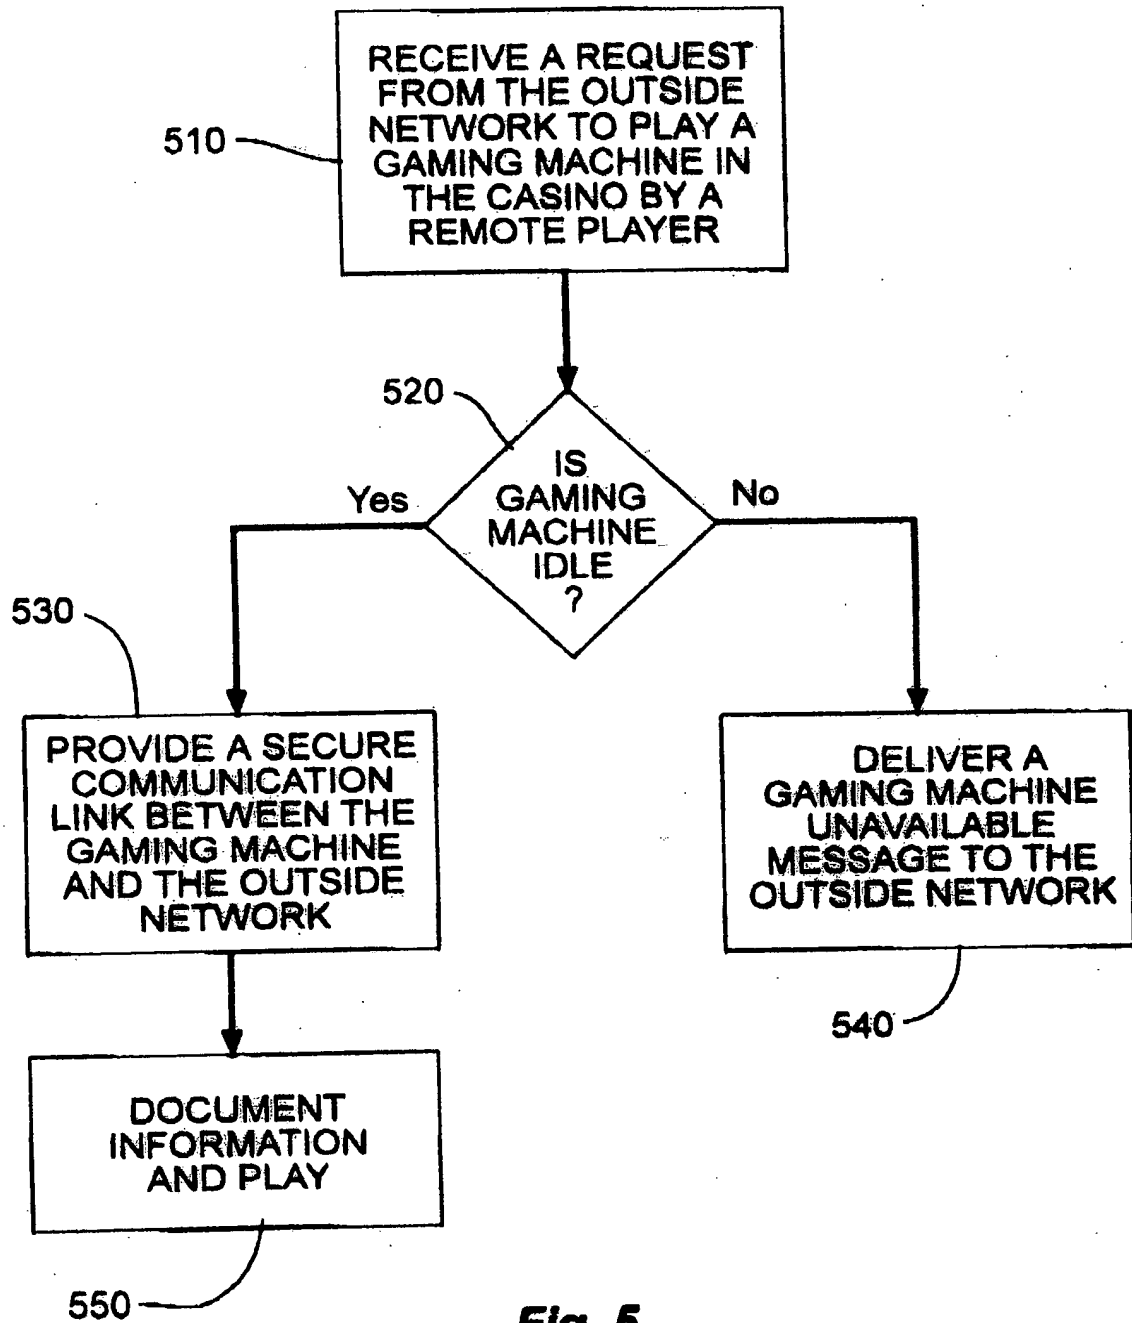 RECEIVE A REQUEST
FROM THE OUTSIDE
NETWORK TO PLAY A
GAMING MACHINE IN
THE CASINO BY A
REMOTE PLAYER
510
520
IS
GAMING
MACHINE
IDLE
?
Yes
No
530
PROVIDE A SECURE
COMMUNICATION
LINK BETWEEN THE
GAMING MACHINE
AND THE OUTSIDE
NETWORK
DELIVER A
GAMING MACHINE
UNAVAILABLE
MESSAGE TO THE
OUTSIDE NETWORK
540
DOCUMENT
INFORMATION
AND PLAY
550
Fig. 5